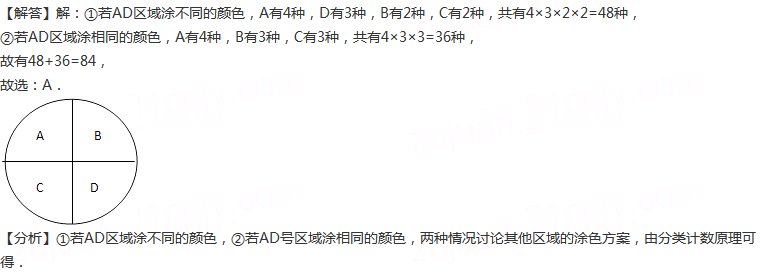 【解答】解：①若AD区域涂不同的颜色，A有4种，D有3种，B有2种，C有2种，共有4×3×2×2=48种，
②若AD区域涂相同的颜色，A有4种，B有3种，C有3种，共有4×3×3=36种，
故有48+36=84，
故选：A．
A B
C D
【分析】①若AD区域涂不同的颜色，②若AD号区域涂相同的颜色，两种情况讨论其他区域的涂色方案，由分类计数原理可
得．